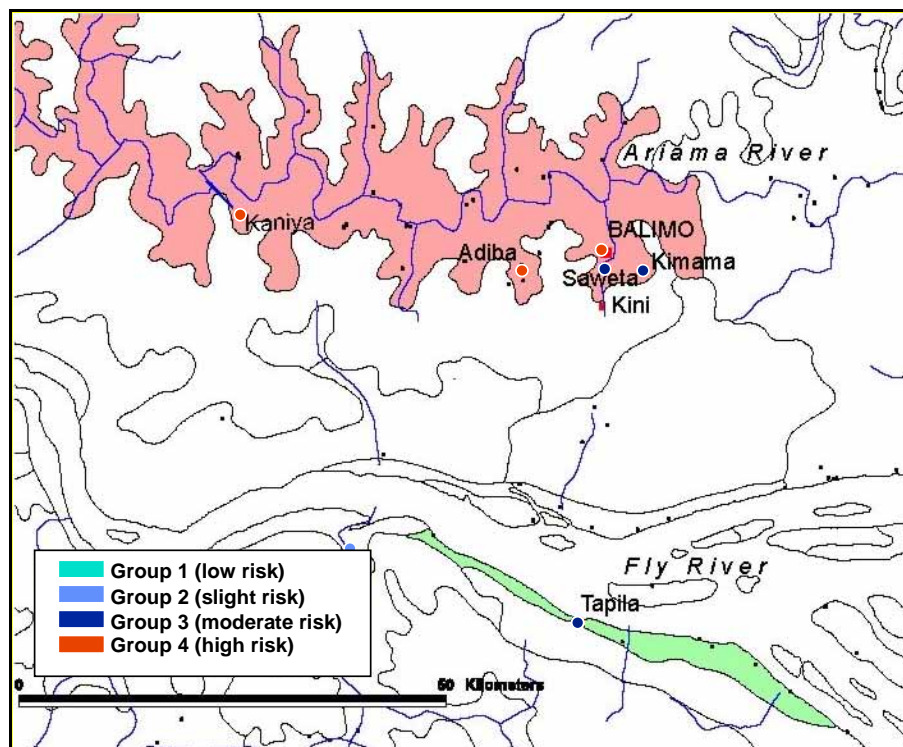 Ariama River
Kaniya
BALIMO
Adiba
Kimama
Saweta
Kini
Fly River
Group 1 (low risk)
Group 2 (slight risk)
Group 3 (moderate risk)
Group 4 (high risk)
Tapila
0 50 Kilometers